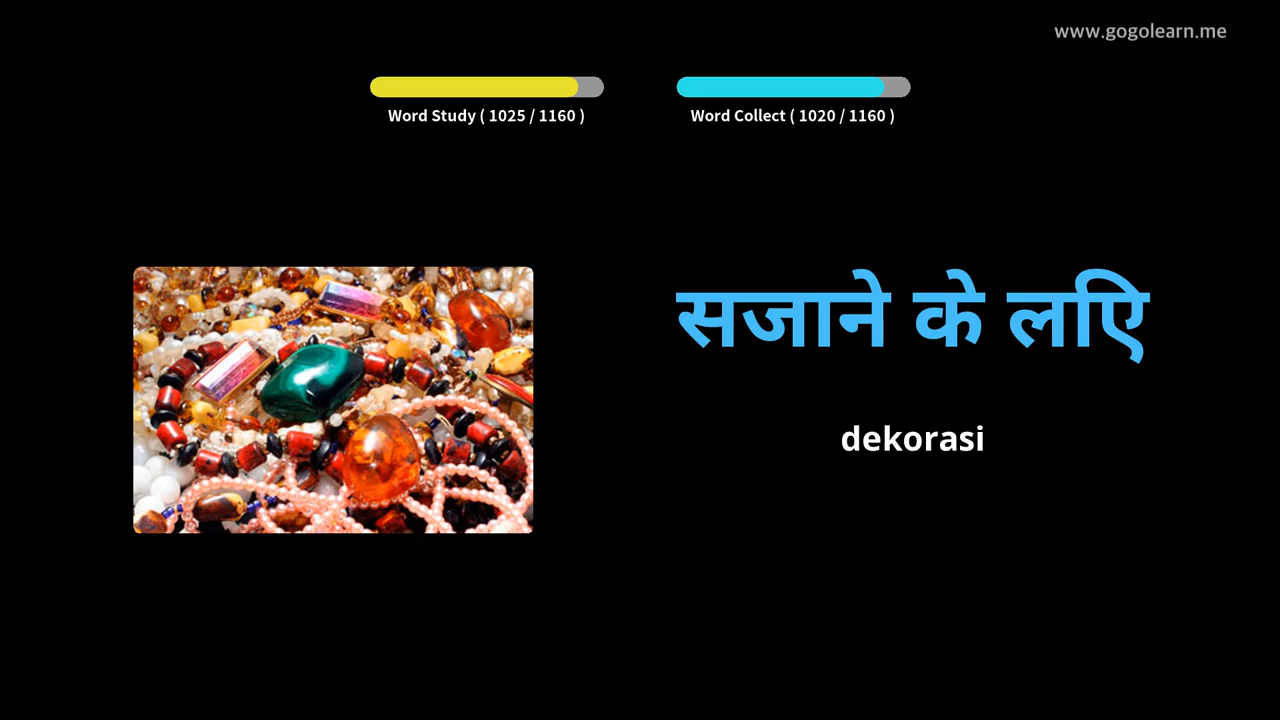 www.gogolearn.me
Word Study ( 1025 / 1160 )
Word Collect ( 1020 / 1160 )
सजाने के लिए
dekorasi